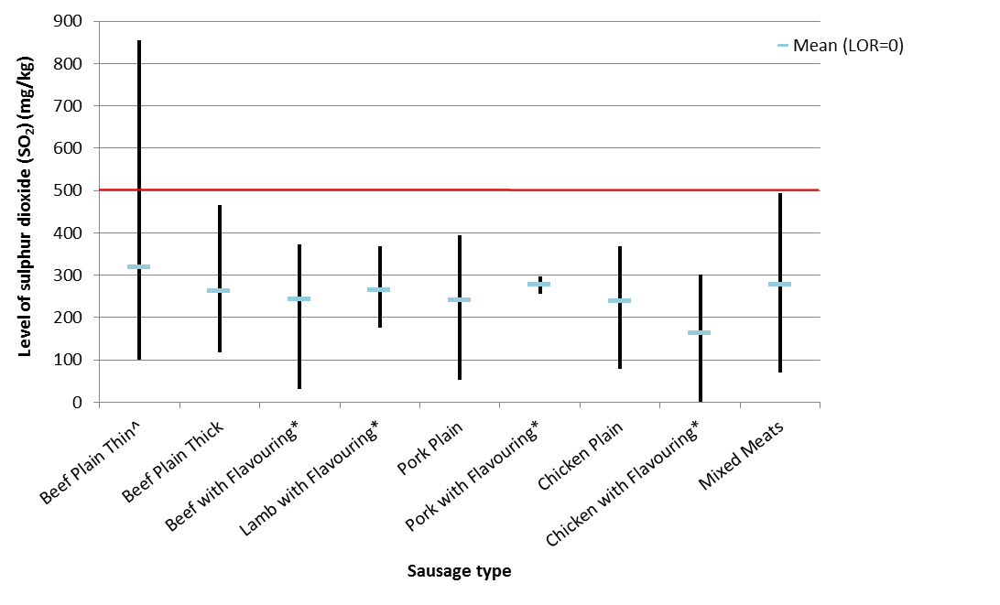 Level of sulphur dioxide (SO₂) (mg/kg)
900
800
700
600
500
400
300
200
100
0
Mean (LOR=0)
Beef Plain Thin^
Beef Plain Thick
Beef with Flavouring*
Lamb with Flavouring*
Pork Plain
Pork with Flavouring*
Chicken Plain
Chicken with Flavouring*
Mixed Meats
Sausage type